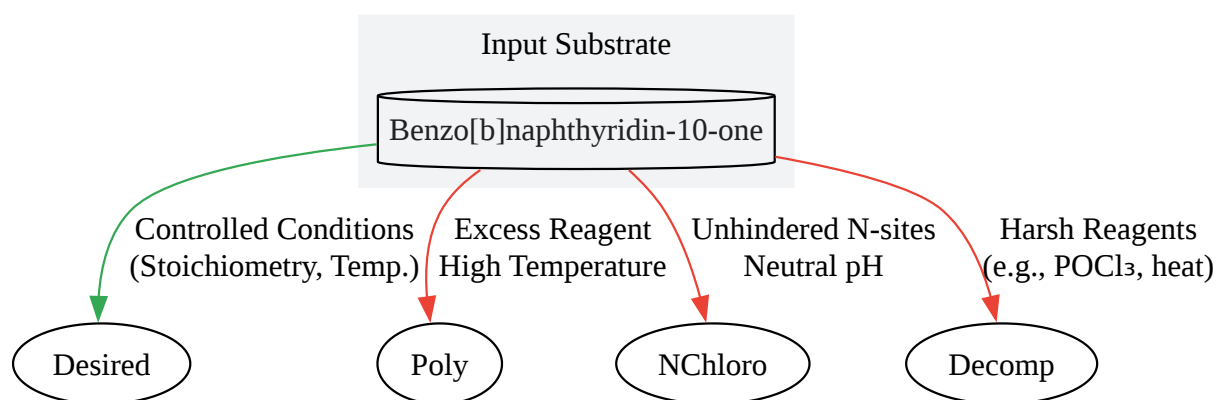 Input Substrate
Benzo[b]naphthyridin-10-one
Controlled Conditions
(Stoichiometry, Temp.)
Excess Reagent
High Temperature
Unhindered N-sites
Neutral pH
Harsh Reagents
(e.g., POCl₃, heat)
Desired
Poly
NChloro
Decomp